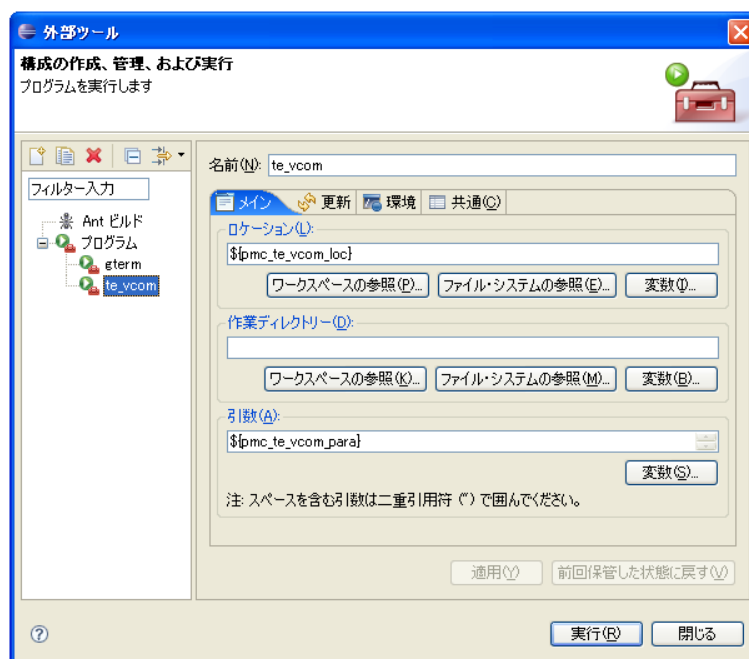 外部ツール
構成の作成、管理、および実行
プログラムを実行します
フィルター入力
Ant ビルド
プログラム
gterm
te_vcom
名前(N): te_vcom
メイン 更新 環境 共通(C)
ロケーション(L):
${pmc_te_vcom_loc}
ワークスペースの参照(P)... ファイル・システムの参照(E)... 変数(I)...
作業ディレクトリー(D):
ワークスペースの参照(K)... ファイル・システムの参照(M)... 変数(B)...
引数(A):
${pmc_te_vcom_para}
変数(S)...
注: スペースを含む引数は二重引用符 (") で囲んでください。
適用(Y) 前回保管した状態に戻す(V)
? 実行(R) 閉じる